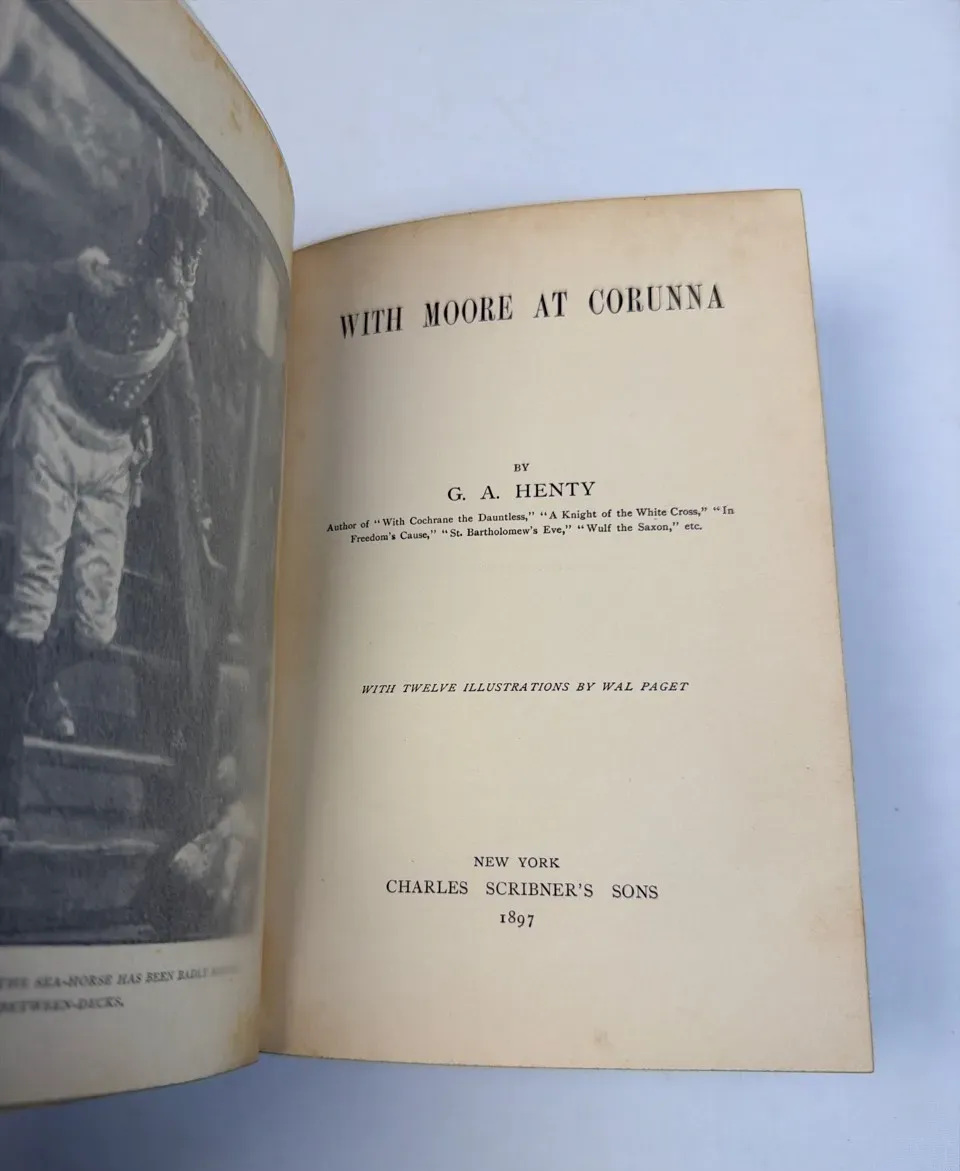 THE SEA-HORSE HAS BEEN BADLY
BETWEEN-DECKS.
WITH MOORE AT CORUNNA
BY
G. A. HENTY
Author of "With Cochrane the Dauntless," "A Knight of the White Cross," "In
Freedom's Cause," "St. Bartholomew's Eve," "Wulf the Saxon," etc.
WITH TWELVE ILLUSTRATIONS BY WAL PAGET
NEW YORK
CHARLES SCRIBNER'S SONS
1897